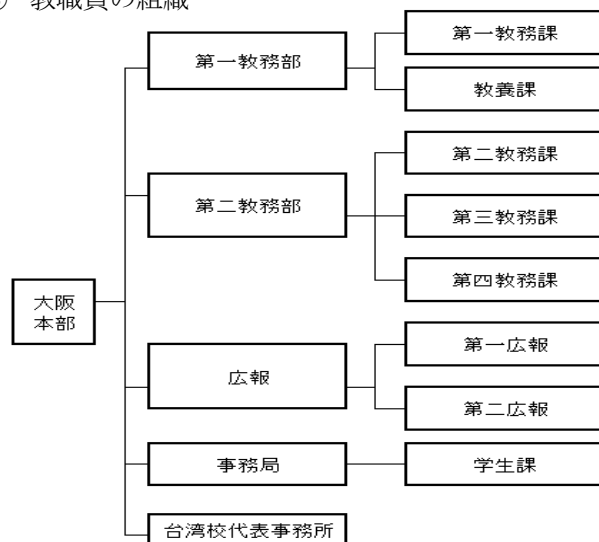 教職員の組織
第一教務部
第一教務課
教養課
第二教務部
第二教務課
第三教務課
第四教務課
大阪
本部
広報
第一広報
第二広報
事務局
学生課
台湾校代表事務所